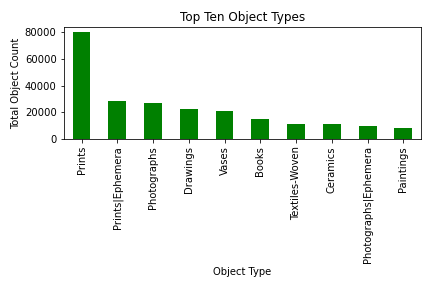 Top Ten Object Types
Total Object Count
80000
60000
40000
20000
0
Prints
Prints|Ephemera
Photographs
Drawings
Vases
Books
Textiles-Woven
Ceramics
Photographs|Ephemera
Paintings
Object Type